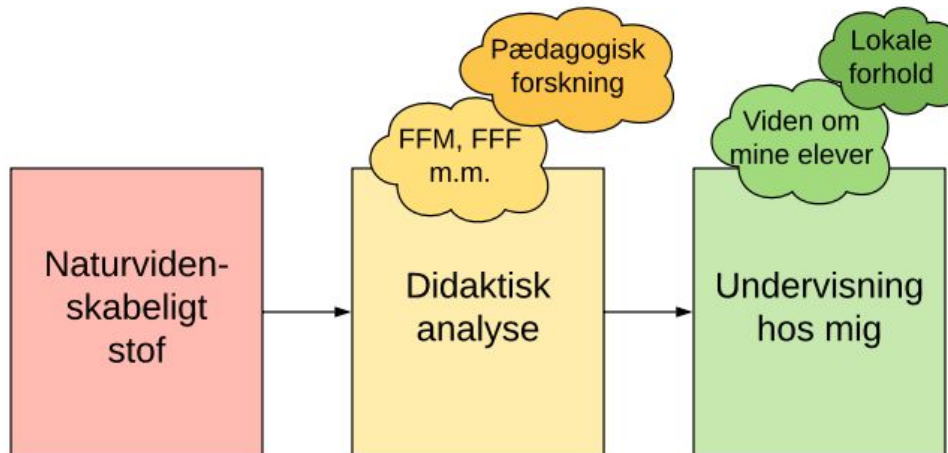 Pædagogisk
forskning
FFM, FFF
m.m.
Lokale
forhold
Viden om
mine elever
Naturviden-
skabeligt
stof
Didaktisk
analyse
Undervisning
hos mig